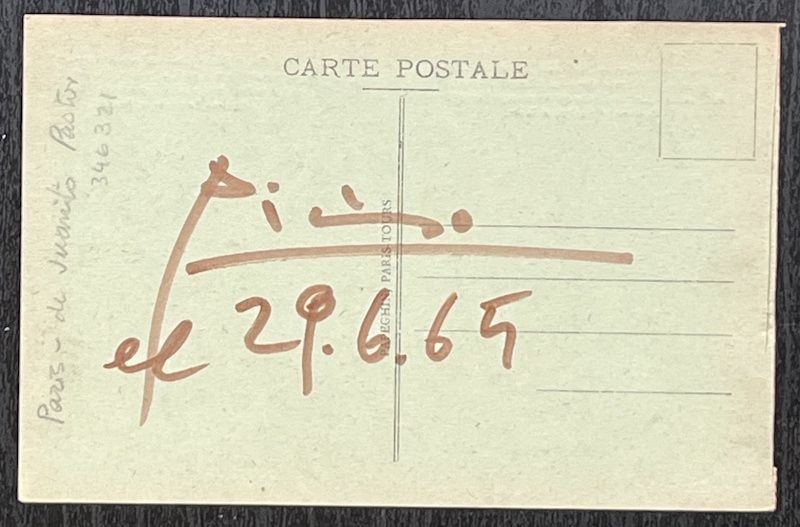 CARTE POSTALE
Picasso
el 29.6.65
Paris - de Juanito Pastor
346321